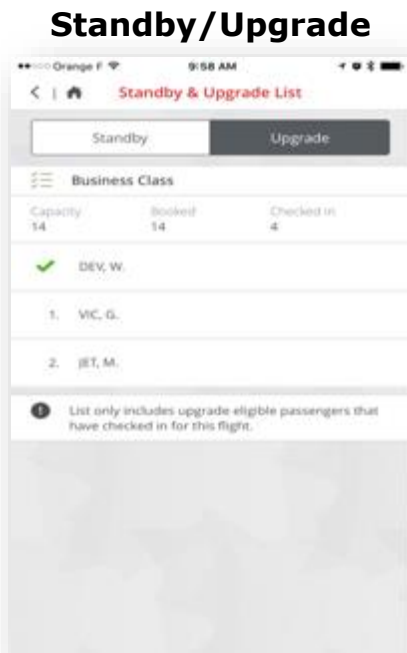 Standby/Upgrade
Orange F 9:58 AM
Standby & Upgrade List
Standby Upgrade
Business Class
Capacity Booked Checked in
14 14 4
DEV, W.
1. VIC, G.
2. JET, M.
List only includes upgrade eligible passengers that
have checked in for this flight.